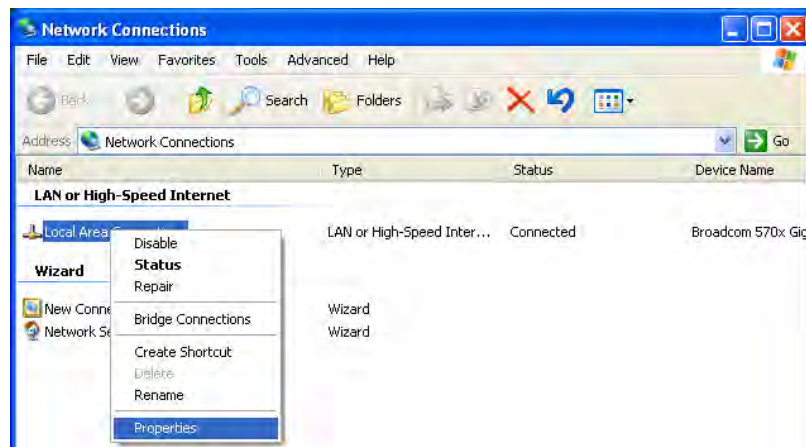 Network Connections
File Edit View Favorites Tools Advanced Help
Back Search Folders
Address Network Connections Go
Name Type Status Device Name
LAN or High-Speed Internet
Local Area LAN or High-Speed Inter... Connected Broadcom 570x Gig
Disable
Status
Wizard
Repair
New Conne Wizard
Bridge Connections
Network Se Wizard
Create Shortcut
Delete
Rename
Properties